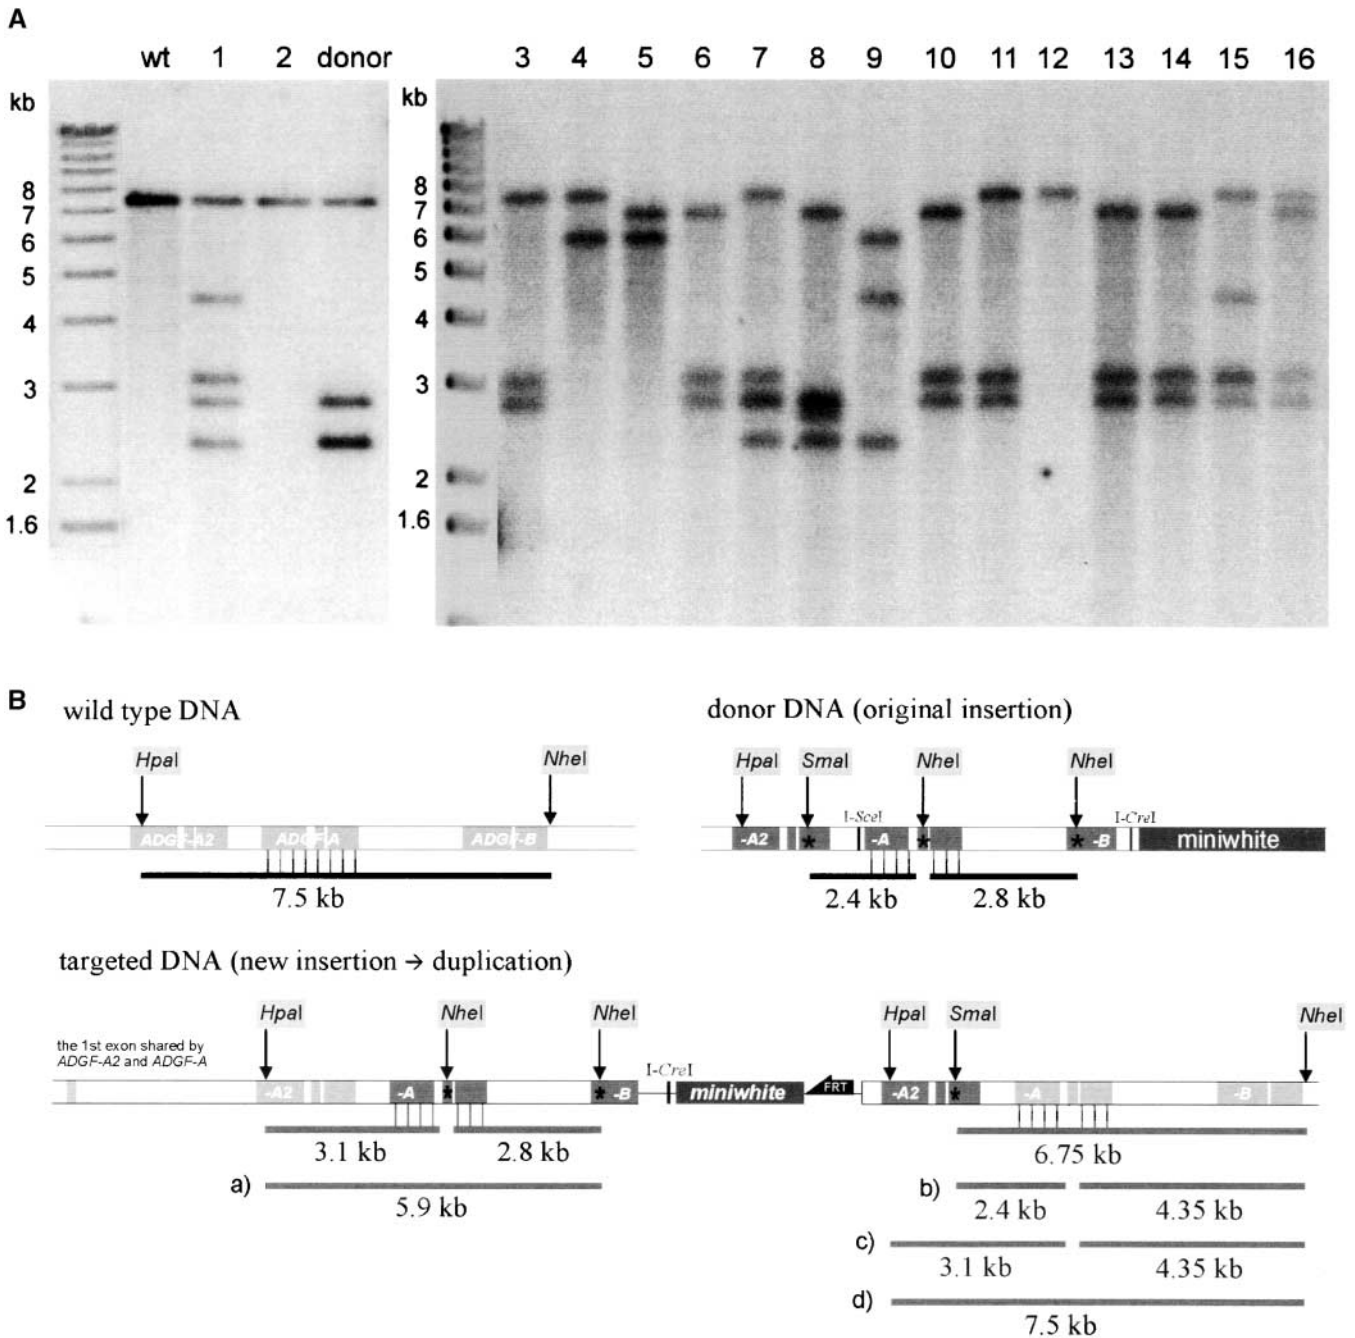 A
wt 1 2 donor 3 4 5 6 7 8 9 10 11 12 13 14 15 16
kb kb
8 8
7 7
6 6
5 5
4 4
3 3
2 2
1.6 1.6
B
wild type DNA
donor DNA (original insertion)
HpaI NheI
HpaI SmaI NheI NheI
I-SceI I-CreI
ADGF-A2 ADGF-A ADGF-B
-A2 * -A * * -B miniwhite
7.5 kb
2.4 kb 2.8 kb
targeted DNA (new insertion → duplication)
HpaI NheI NheI HpaI SmaI NheI
the 1st exon shared by
ADGF-A2 and ADGF-A
I-CreI
-A2 -A * * -B miniwhite FRT -A2 * -A -B
3.1 kb 2.8 kb 6.75 kb
a) b)
5.9 kb 2.4 kb 4.35 kb
c)
3.1 kb 4.35 kb
d)
7.5 kb